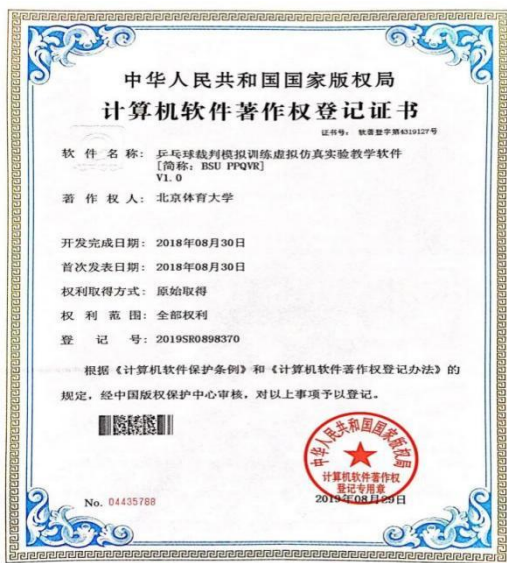 中华人民共和国国家版权局
计算机软件著作权登记证书
证书号: 软著登字第4319127号
软件名称: 乒乓球裁判模拟训练虚拟仿真实验教学软件
[简称: BSU PPQVR]
V1.0
著作权人: 北京体育大学
开发完成日期: 2018年08月30日
首次发表日期: 2018年08月30日
权利取得方式: 原始取得
权利范围: 全部权利
登记号: 2019SR0898370
根据《计算机软件保护条例》和《计算机软件著作权登记办法》的
规定,经中国版权保护中心审核,对以上事项予以登记。
中华人民共和国国家版权局
计算机软件著作权
登记专用章
No. 04435788
2019年08月29日